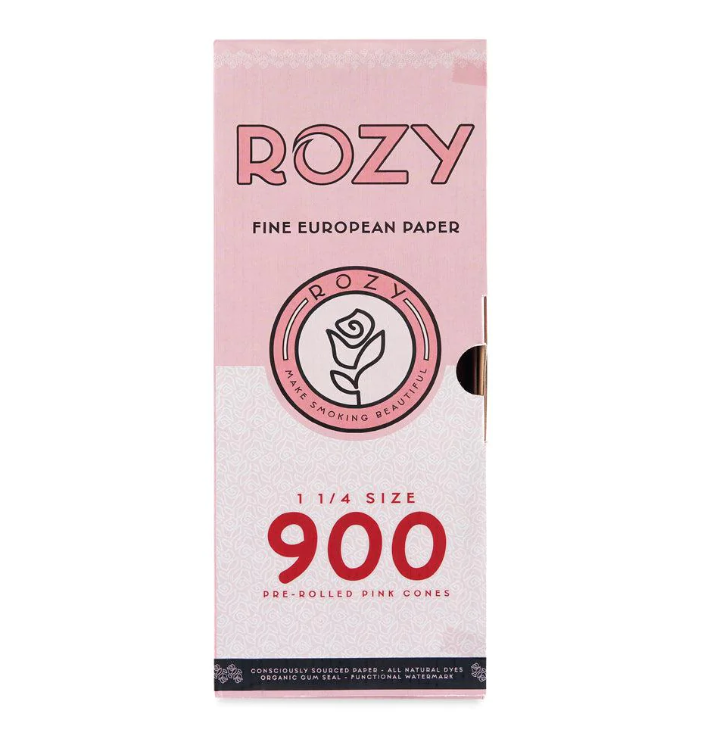 ROZY
FINE EUROPEAN PAPER
ROZY
MAKE SMOKING BEAUTIFUL
1 1/4 SIZE
900
PRE-ROLLED PINK CONES
CONSCIOUSLY SOURCED PAPER - ALL NATURAL DYES
ORGANIC GUM SEAL - FUNCTIONAL WATERMARK